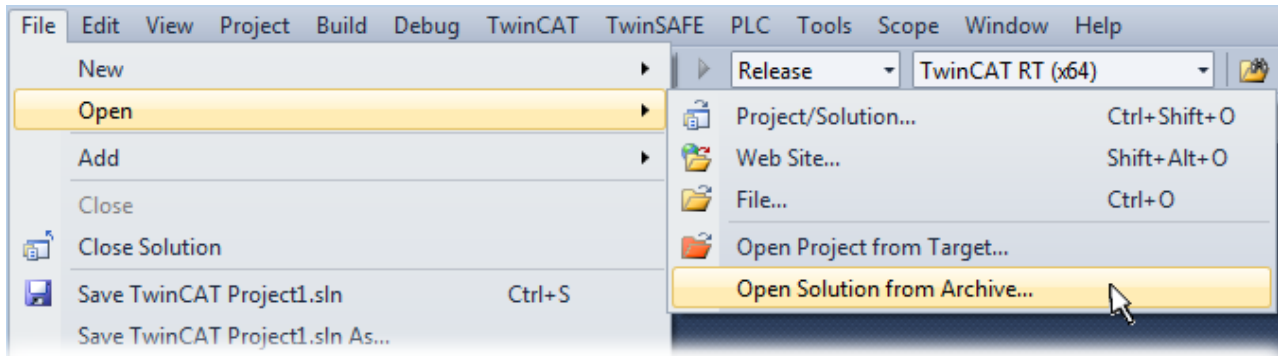 File Edit View Project Build Debug TwinCAT TwinSAFE PLC Tools Scope Window Help
New
Release TwinCAT RT (x64)
Open
Project/Solution... Ctrl+Shift+O
Add
Web Site... Shift+Alt+O
Close
File... Ctrl+O
Close Solution
Open Project from Target...
Save TwinCAT Project1.sln Ctrl+S
Open Solution from Archive...
Save TwinCAT Project1.sln As...